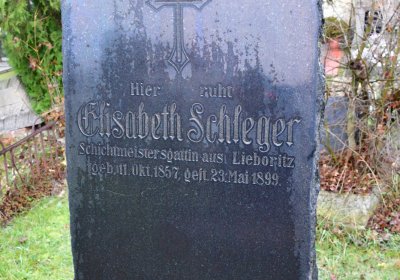 Hier ruht
Elisabeth Schleger
Schichtmeistersgattin aus Lieboritz
geb. 11. Okt. 1857, gest. 23. Mai 1899.